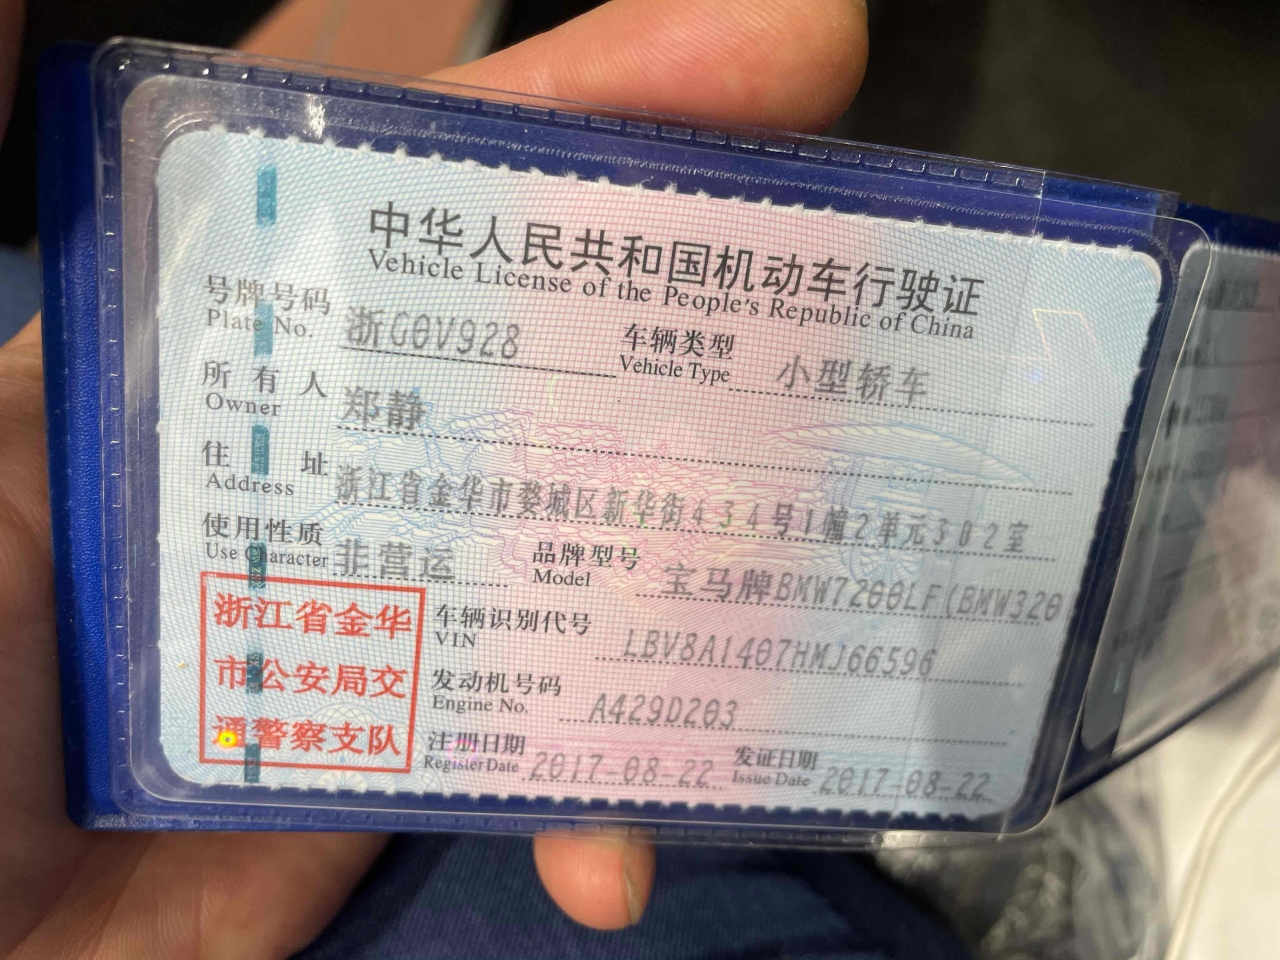 中华人民共和国机动车行驶证
Vehicle License of the People's Republic of China
号牌号码 浙G0V928 车辆类型 小型轿车
Plate No. Vehicle Type
所有人 郑静
Owner
住址 浙江省金华市婺城区新华街434号1幢2单元302室
Address
使用性质 非营运 品牌型号 宝马牌BMW7200LF(BMW320
Use Character Model
浙江省金华
市公安局交
通警察支队
车辆识别代号 LBV8A1407HMJ66596
VIN
发动机号码 A429D203
Engine No.
注册日期 2017-08-22 发证日期 2017-08-22
Register Date Issue Date